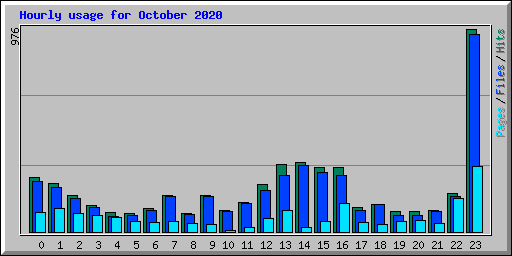 Hourly usage for October 2020
976
Pages / Files / Hits
0 1 2 3 4 5 6 7 8 9 10 11 12 13 14 15 16 17 18 19 20 21 22 23